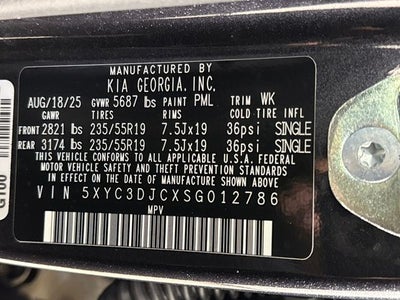 MANUFACTURED BY
KIA GEORGIA, INC.
AUG/18/25 GVWR 5687 lbs PAINT PML TRIM WK
GAWR TIRES RIMS COLD TIRE INFL
FRONT 2821 lbs 235/55R19 7.5Jx19 36psi SINGLE
REAR 3174 lbs 235/55R19 7.5Jx19 36psi SINGLE
THIS VEHICLE CONFORMS TO ALL APPLICABLE U.S.A. FEDERAL
MOTOR VEHICLE SAFETY AND THEFT PREVENTION
STANDARDS IN EFFECT ON THE DATE OF MANUFACTURE
SHOWN ABOVE
VIN 5XYC3DJCXSG012786
MPV
G100